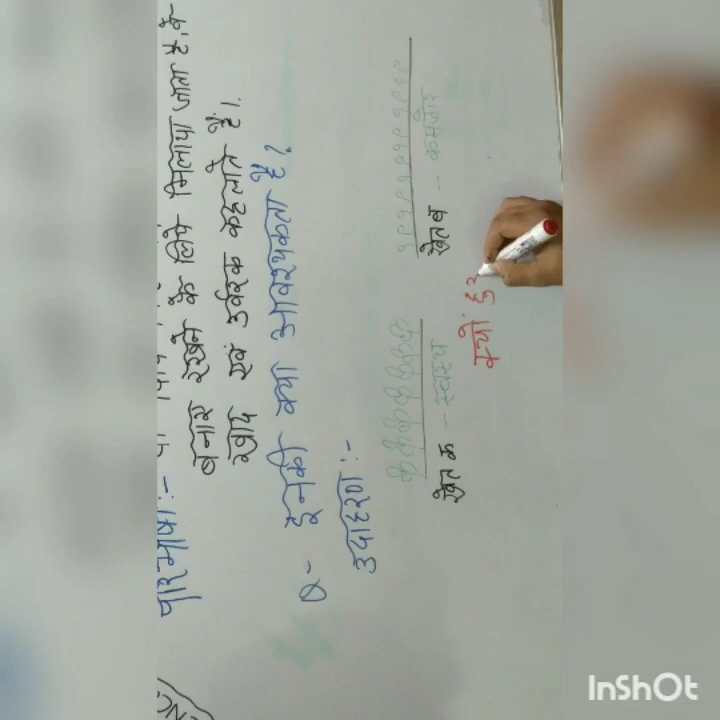 परिभाषा :-
बनाए रखने के लिए मिलाया जाता है. वे
खाद एवं उर्वरक कहलाते हैं।
Q - इनकी क्या आवश्यकता है?
उदाहरण :-
खेत क - स्वस्थ
खेत ब - कमजोर
क्यों हु
InShOt